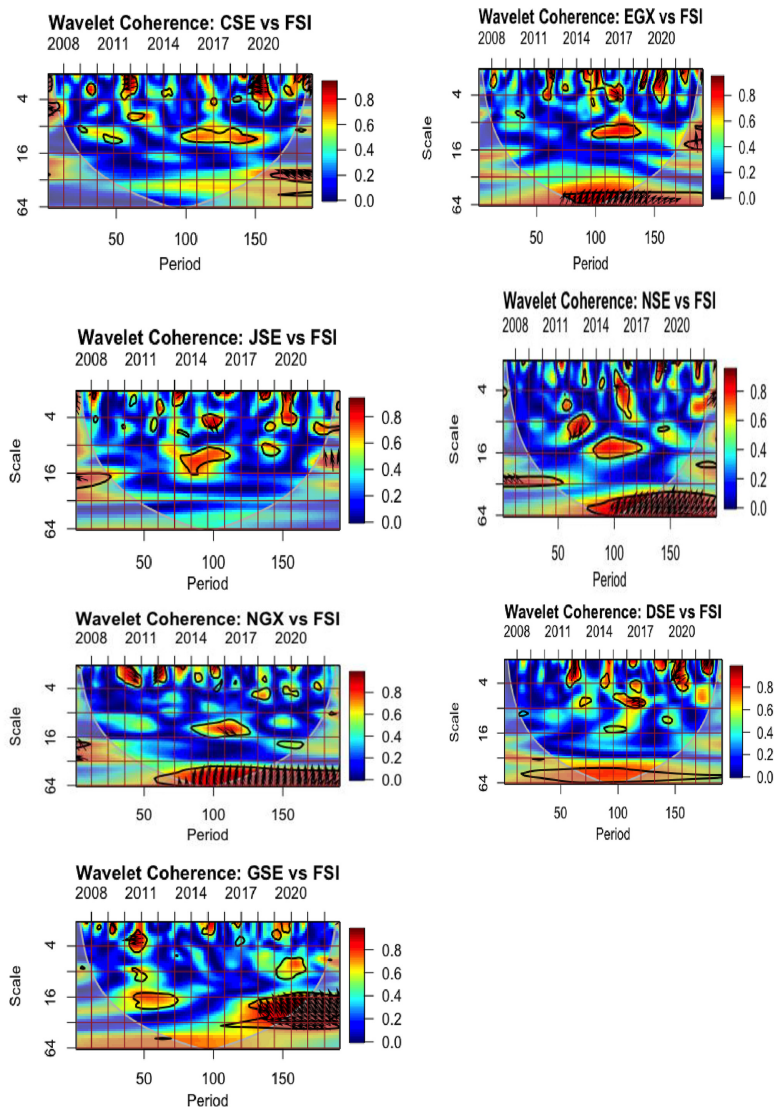 Wavelet Coherence: CSE vs FSI
2008 2011 2014 2017 2020
Scale
4
16
64
50 100 150
Period
0.8
0.6
0.4
0.2
0.0
Wavelet Coherence: EGX vs FSI
2008 2011 2014 2017 2020
Scale
4
16
64
50 100 150
Period
0.8
0.6
0.4
0.2
0.0
Wavelet Coherence: JSE vs FSI
2008 2011 2014 2017 2020
Scale
4
16
64
50 100 150
Period
0.8
0.6
0.4
0.2
0.0
Wavelet Coherence: NSE vs FSI
2008 2011 2014 2017 2020
Scale
4
16
64
50 100 150
Period
0.8
0.6
0.4
0.2
0.0
Wavelet Coherence: NGX vs FSI
2008 2011 2014 2017 2020
Scale
4
16
64
50 100 150
Period
0.8
0.6
0.4
0.2
0.0
Wavelet Coherence: DSE vs FSI
2008 2011 2014 2017 2020
Scale
4
16
64
50 100 150
Period
0.8
0.6
0.4
0.2
0.0
Wavelet Coherence: GSE vs FSI
2008 2011 2014 2017 2020
Scale
4
16
64
50 100 150
Period
0.8
0.6
0.4
0.2
0.0